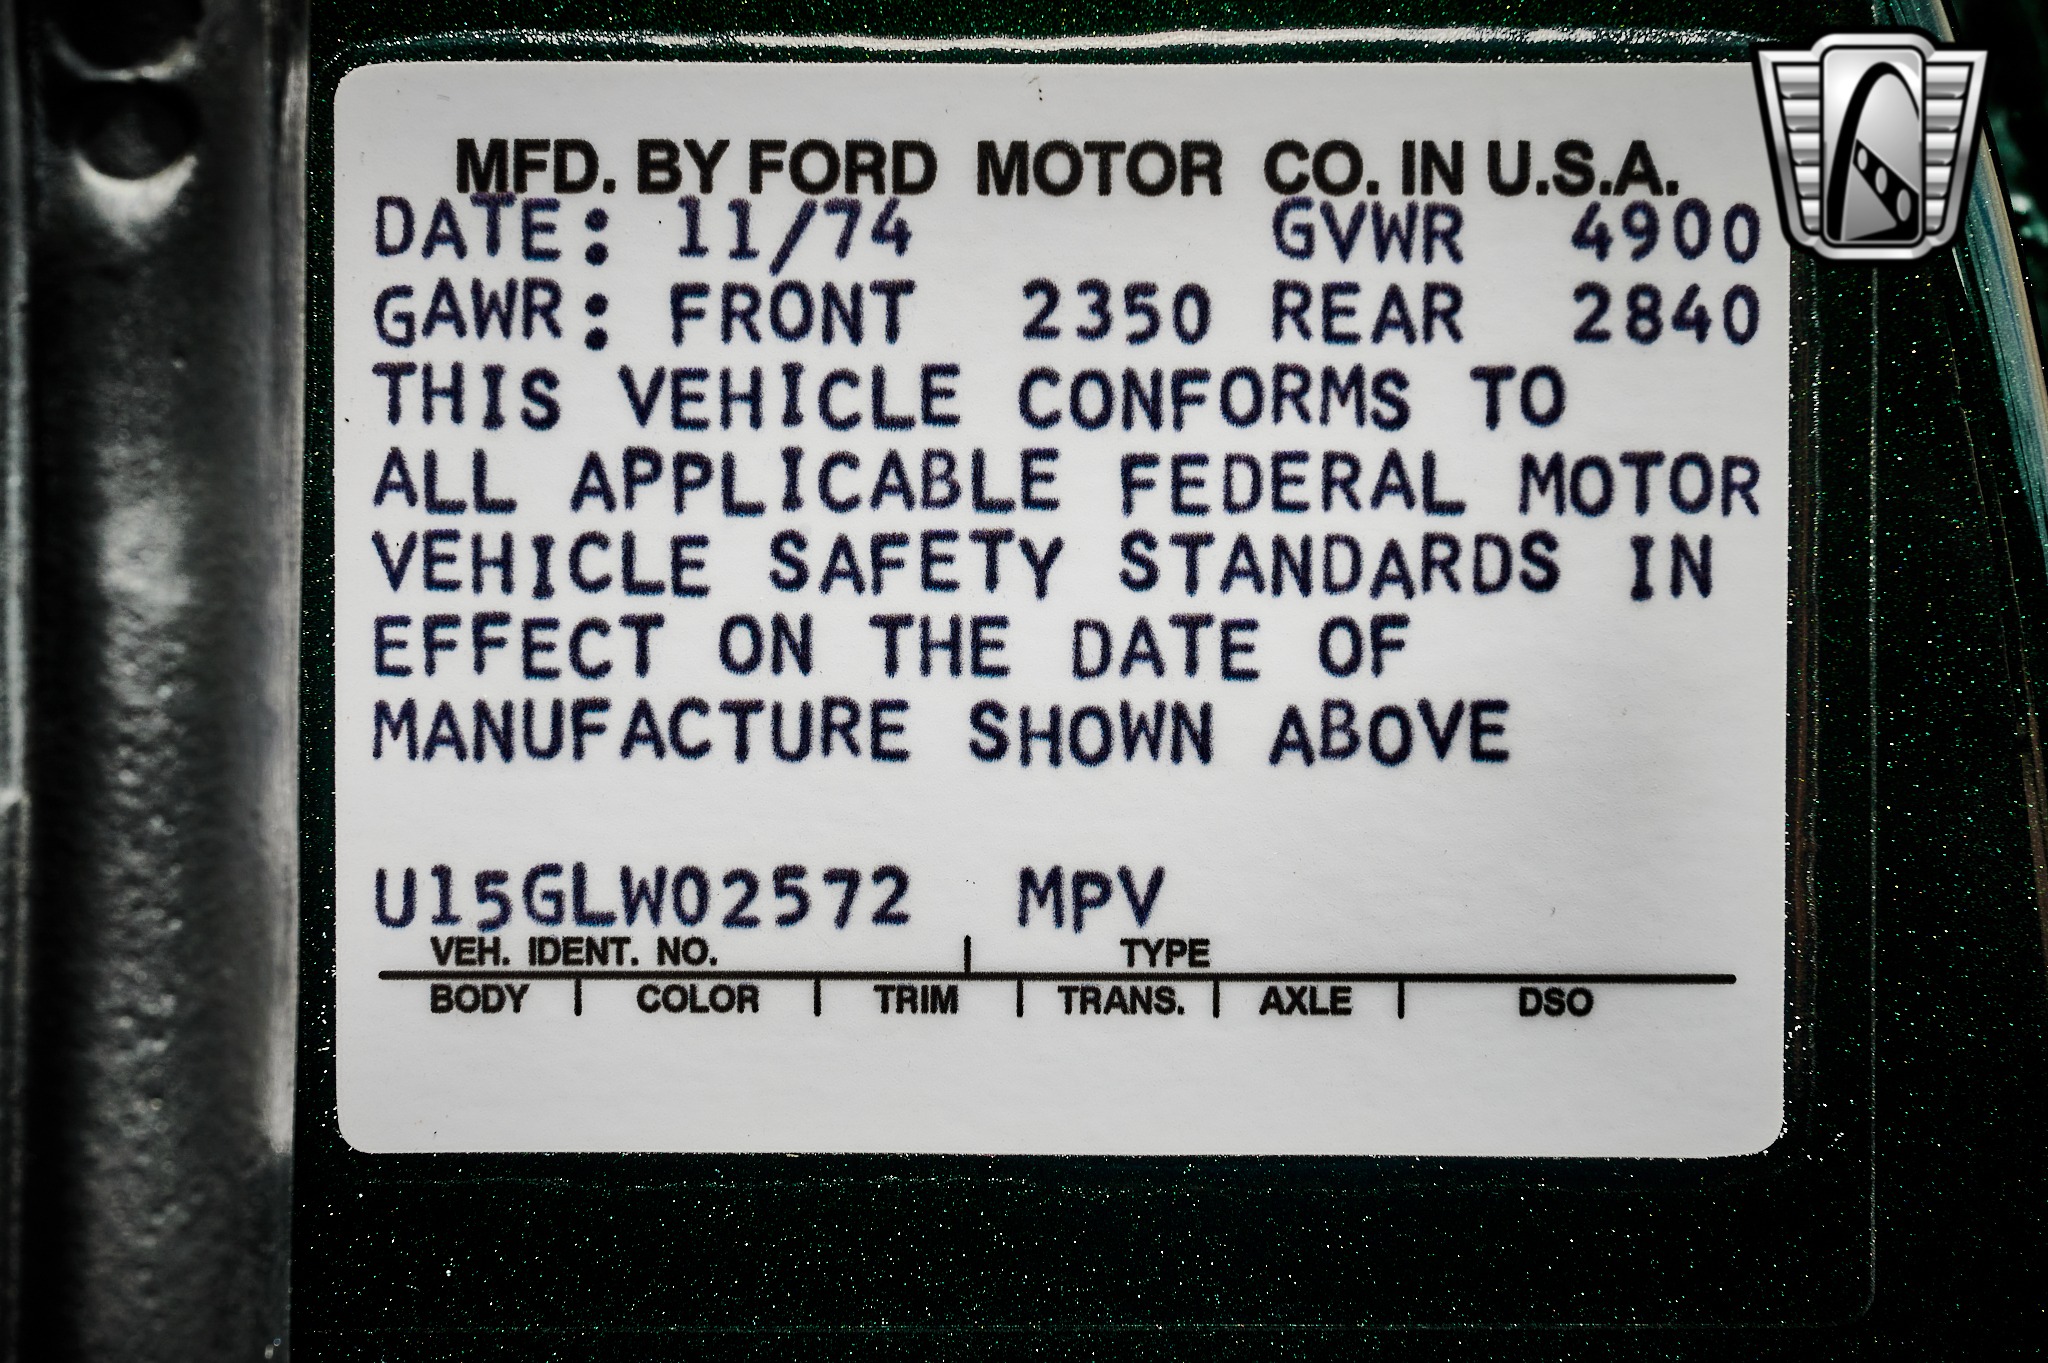 MFD. BY FORD MOTOR CO. IN U.S.A.
DATE: 11/74 GVWR 4900
GAWR: FRONT 2350 REAR 2840
THIS VEHICLE CONFORMS TO
ALL APPLICABLE FEDERAL MOTOR
VEHICLE SAFETY STANDARDS IN
EFFECT ON THE DATE OF
MANUFACTURE SHOWN ABOVE
U15GLW02572 MPV
VEH. IDENT. NO. | TYPE
BODY | COLOR | TRIM | TRANS. | AXLE | DSO